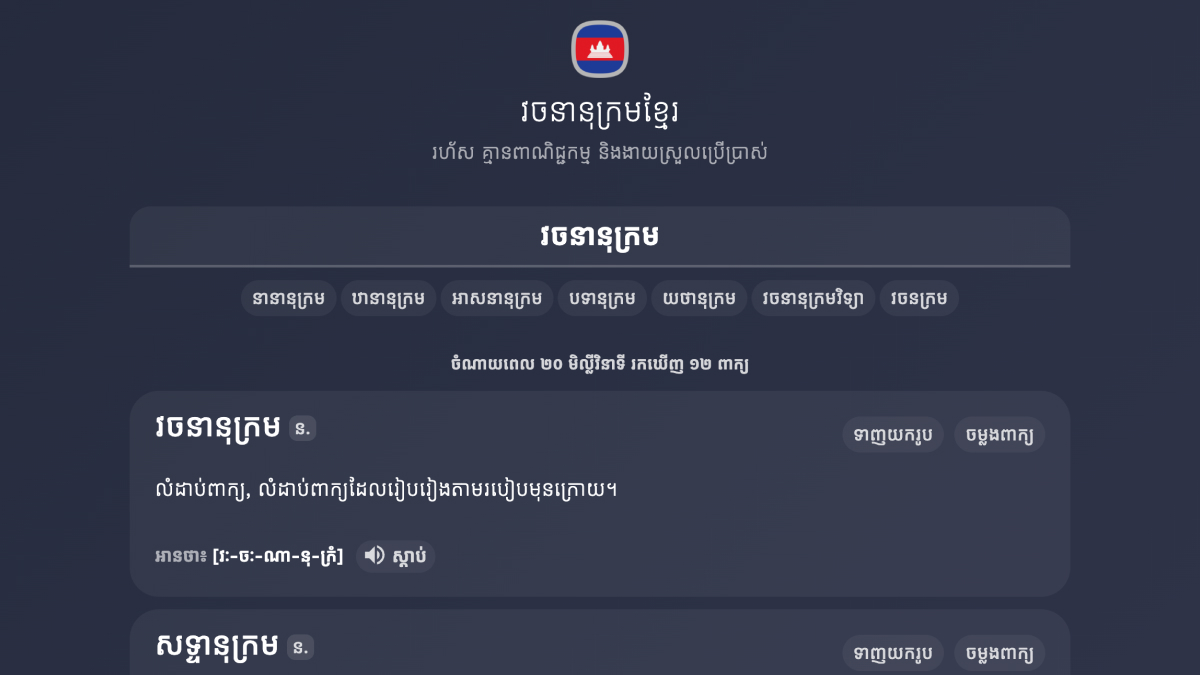 វចនានុក្រមខ្មែរ
រហ័ស គ្មានពាណិជ្ជកម្ម និងងាយស្រួលប្រើប្រាស់
វចនានុក្រម
នានានុក្រម ឋានានុក្រម អាសនានុក្រម បទានុក្រម យថានុក្រម វចនានុក្រមវិទ្យា វចនក្រម
ចំណាយពេល ២០ មិល្លីវិនាទី រកឃើញ ១២ ពាក្យ
វចនានុក្រម ន. ទាញយករូប ចម្លងពាក្យ
លំដាប់ពាក្យ, លំដាប់ពាក្យដែលរៀបរៀងតាមរបៀបមុនក្រោយ។
អានថា៖ [វៈ-ចៈ-ណា-នុ-ក្រំ] ស្ដាប់
សទ្ទានុក្រម ន. ទាញយករូប ចម្លងពាក្យ